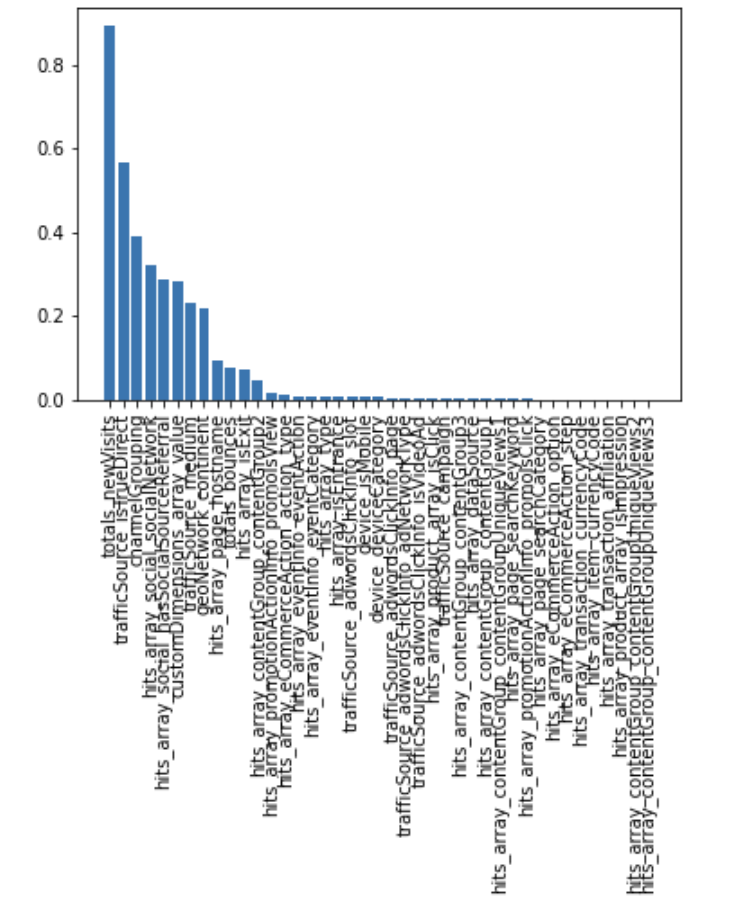 0.8
0.6
0.4
0.2
0.0
totals_newVisits
trafficSource_isTrueDirect
channelGrouping
hits_array_social_socialNetwork
hits_array_social_hasSocialSourceReferral
customDimensions_array_value
trafficSource_medium
geoNetwork_continent
hits_array_page_hostname
totals_bounces
hits_array_isExit
hits_array_contentGroup_contentGroup2
hits_array_promotionActionInfo_promoIsView
hits_array_eCommerceAction_action_type
hits_array_eventInfo_eventAction
hits_array_eventInfo_eventCategory
hits_array_type
hits_array_isEntrance
trafficSource_adwordsClickInfo_slot
device_isMobile
device_deviceCategory
trafficSource_adwordsClickInfo_page
trafficSource_adwordsClickInfo_adNetworkType
trafficSource_adwordsClickInfo_isVideoAd
hits_array_product_array_isClick
trafficSource_campaign
hits_array_contentGroup_contentGroup3
hits_array_dataSource
hits_array_contentGroup_contentGroup1
hits_array_contentGroup_contentGroupUniqueViews1
hits_array_page_searchKeyword
hits_array_promotionActionInfo_promoIsClick
hits_array_page_searchCategory
hits_array_eCommerceAction_option
hits_array_eCommerceAction_step
hits_array_transaction_currencyCode
hits_array_item_currencyCode
hits_array_transaction_affiliation
hits_array_product_array_isImpression
hits_array_contentGroup_contentGroupUniqueViews2
hits_array_contentGroup_contentGroupUniqueViews3